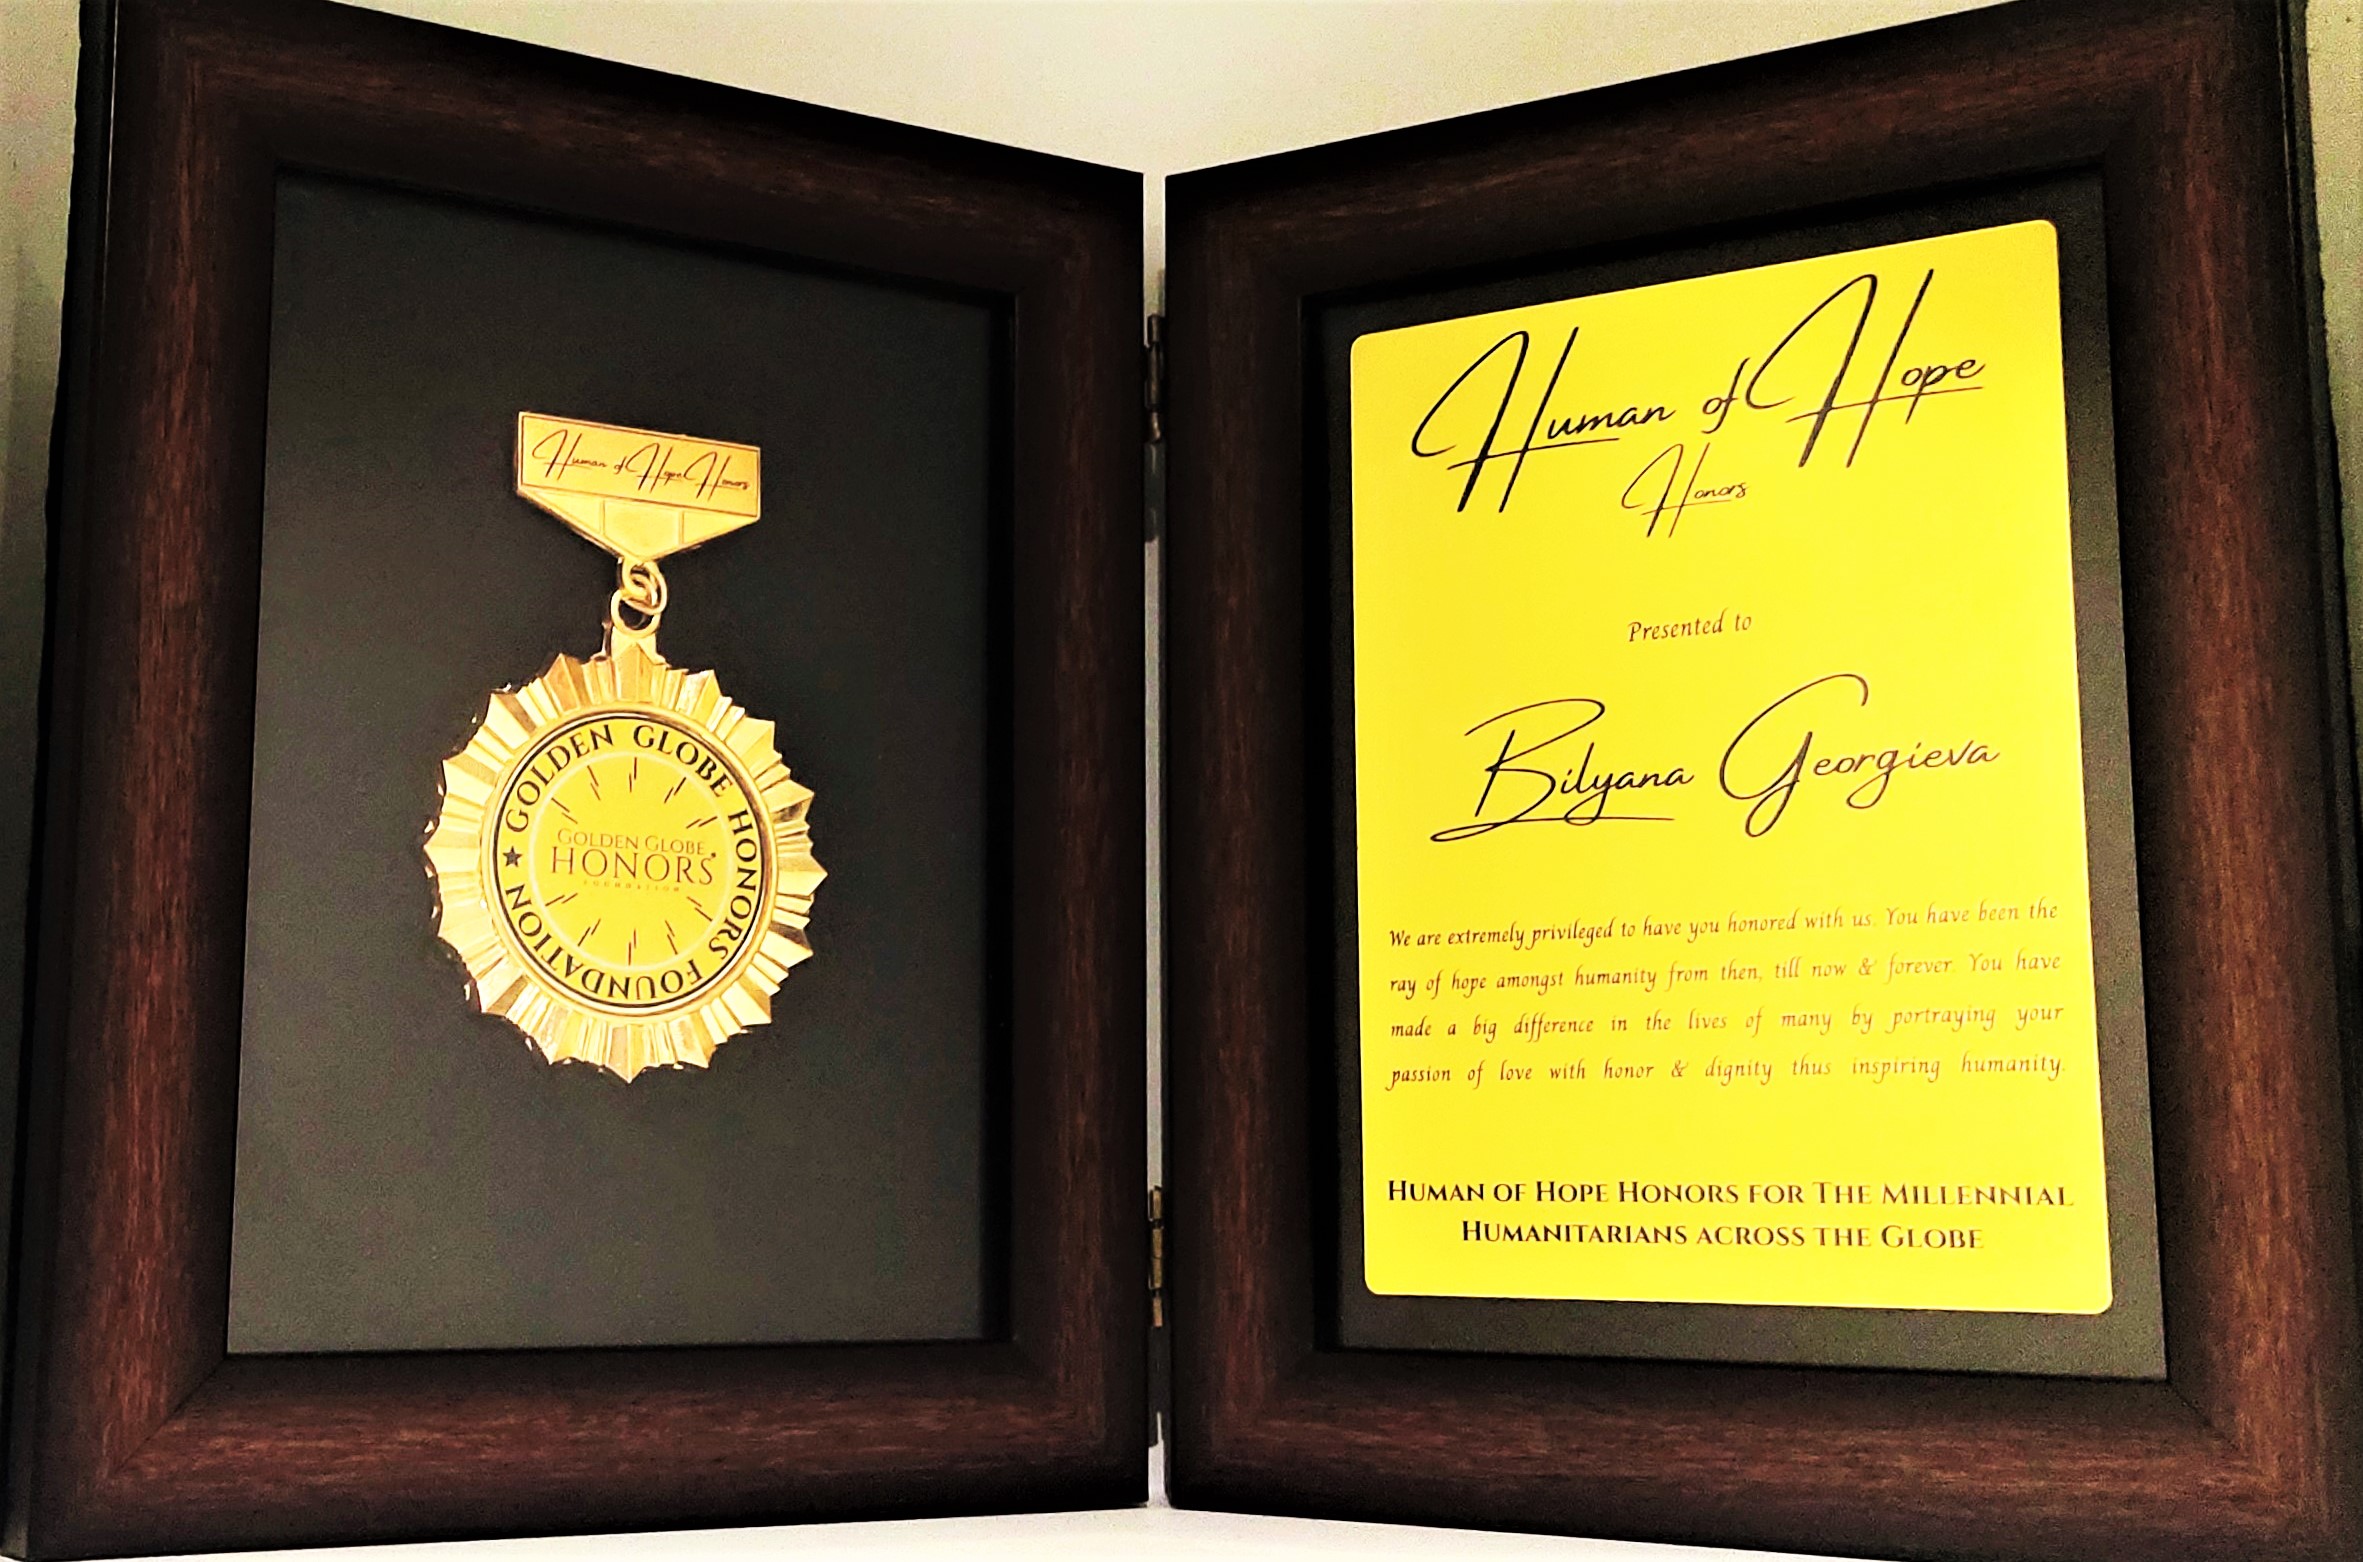 Human of Hope Honors
GOLDEN GLOBE HONORS FOUNDATION
GOLDEN GLOBE
HONORS
FOUNDATION
Human of Hope
Honors
Presented to
Bilyana Georgieva
We are extremely privileged to have you honored with us. You have been the
ray of hope amongst humanity from then, till now & forever. You have
made a big difference in the lives of many by portraying your
passion of love with honor & dignity thus inspiring humanity.
HUMAN OF HOPE HONORS FOR THE MILLENNIAL
HUMANITARIANS ACROSS THE GLOBE